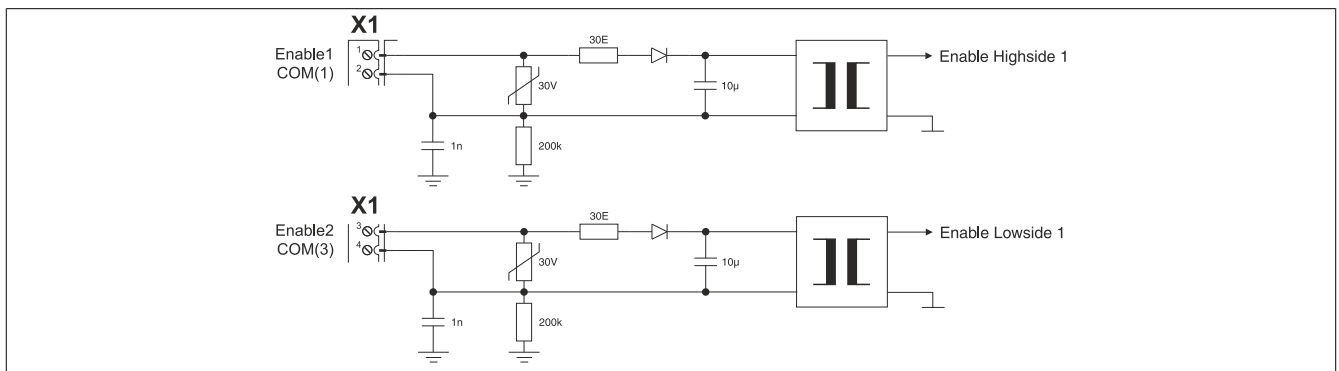 X1
Enable1
COM(1)
1
2
30E
30V
10µ
1n
200k
Enable Highside 1
X1
Enable2
COM(3)
3
4
30E
30V
10µ
1n
200k
Enable Lowside 1